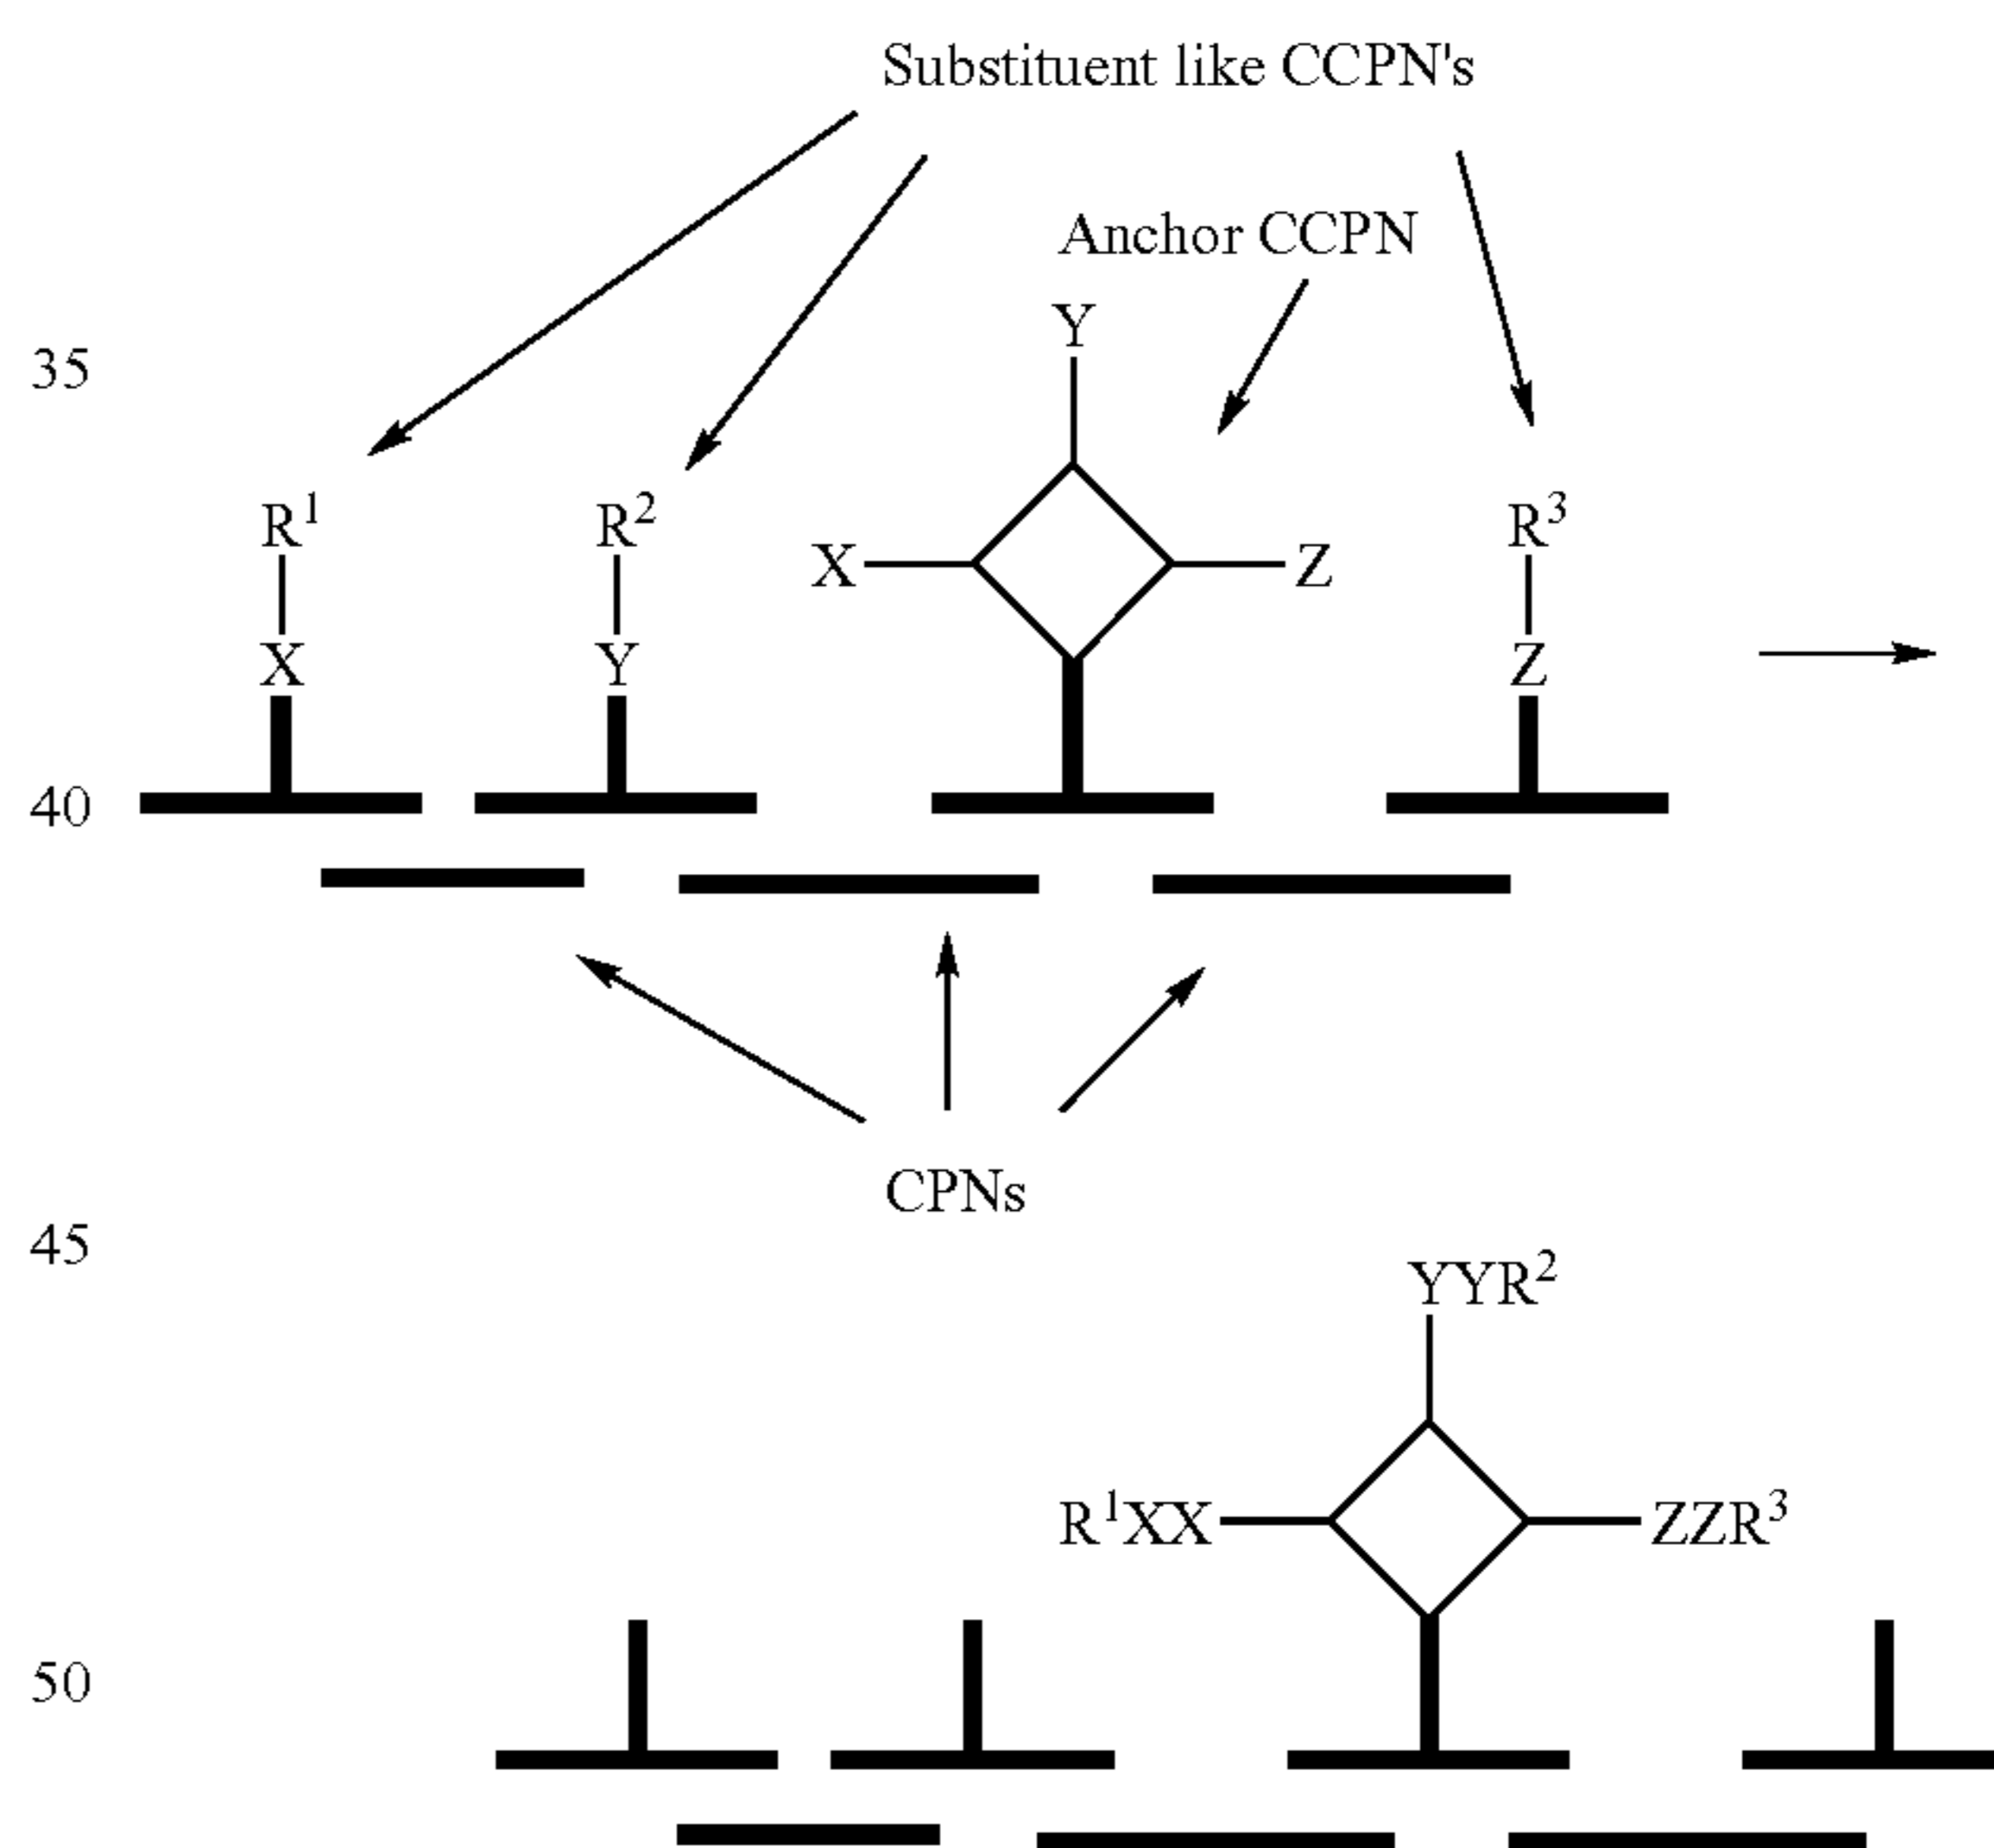 Substituent like CCPN's
Anchor CCPN
Y
35
R¹ R² R³
X Z
X Y Z
40
CPNs
45
YYR²
R¹XX ZZR³
50